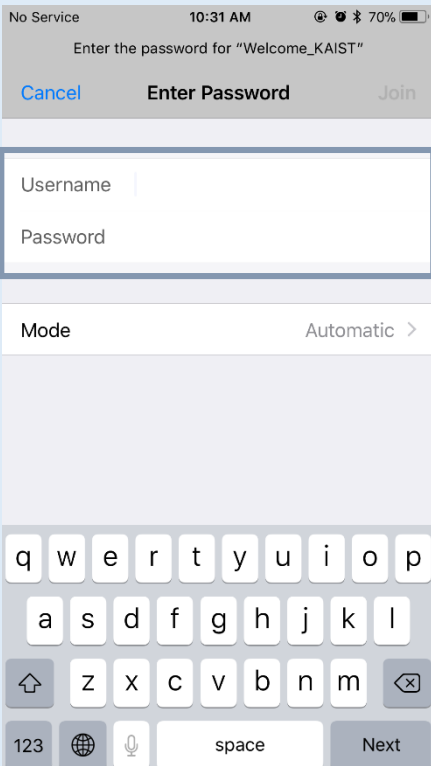 No Service 10:31 AM 70%
Enter the password for “Welcome_KAIST”
Cancel Enter Password Join
Username
Password
Mode Automatic
q w e r t y u i o p
a s d f g h j k l
z x c v b n m
123 space Next